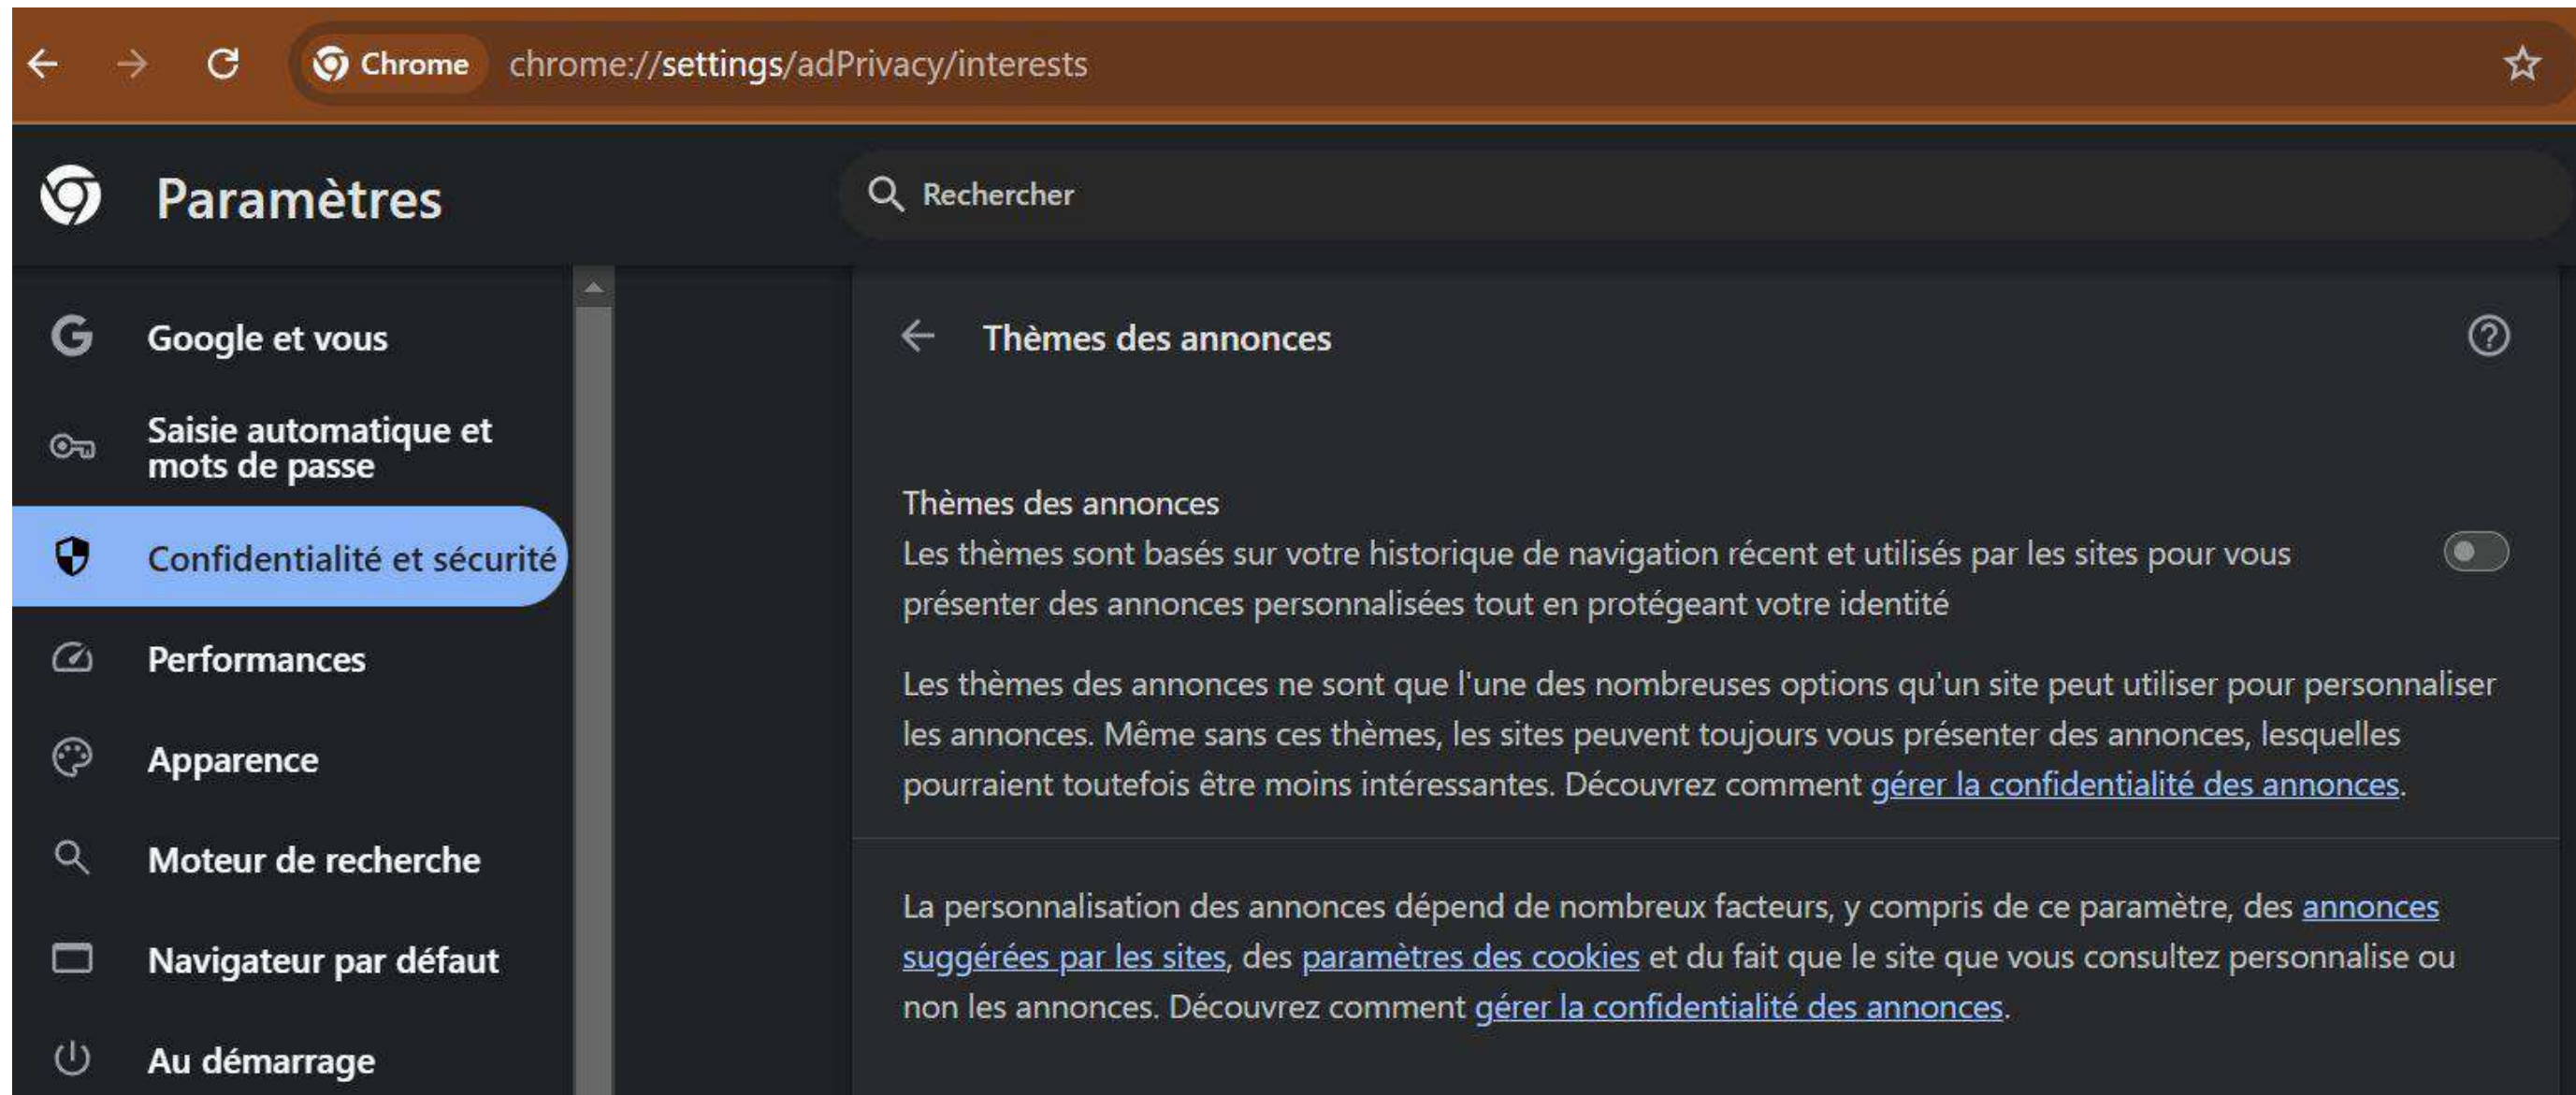 Chrome chrome://settings/adPrivacy/interests
Paramètres
Rechercher
Google et vous
Saisie automatique et
mots de passe
Confidentialité et sécurité
Performances
Apparence
Moteur de recherche
Navigateur par défaut
Au démarrage
Thèmes des annonces
Thèmes des annonces
Les thèmes sont basés sur votre historique de navigation récent et utilisés par les sites pour vous
présenter des annonces personnalisées tout en protégeant votre identité
Les thèmes des annonces ne sont que l'une des nombreuses options qu'un site peut utiliser pour personnaliser
les annonces. Même sans ces thèmes, les sites peuvent toujours vous présenter des annonces, lesquelles
pourraient toutefois être moins intéressantes. Découvrez comment gérer la confidentialité des annonces.
La personnalisation des annonces dépend de nombreux facteurs, y compris de ce paramètre, des annonces
suggérées par les sites, des paramètres des cookies et du fait que le site que vous consultez personnalise ou
non les annonces. Découvrez comment gérer la confidentialité des annonces.